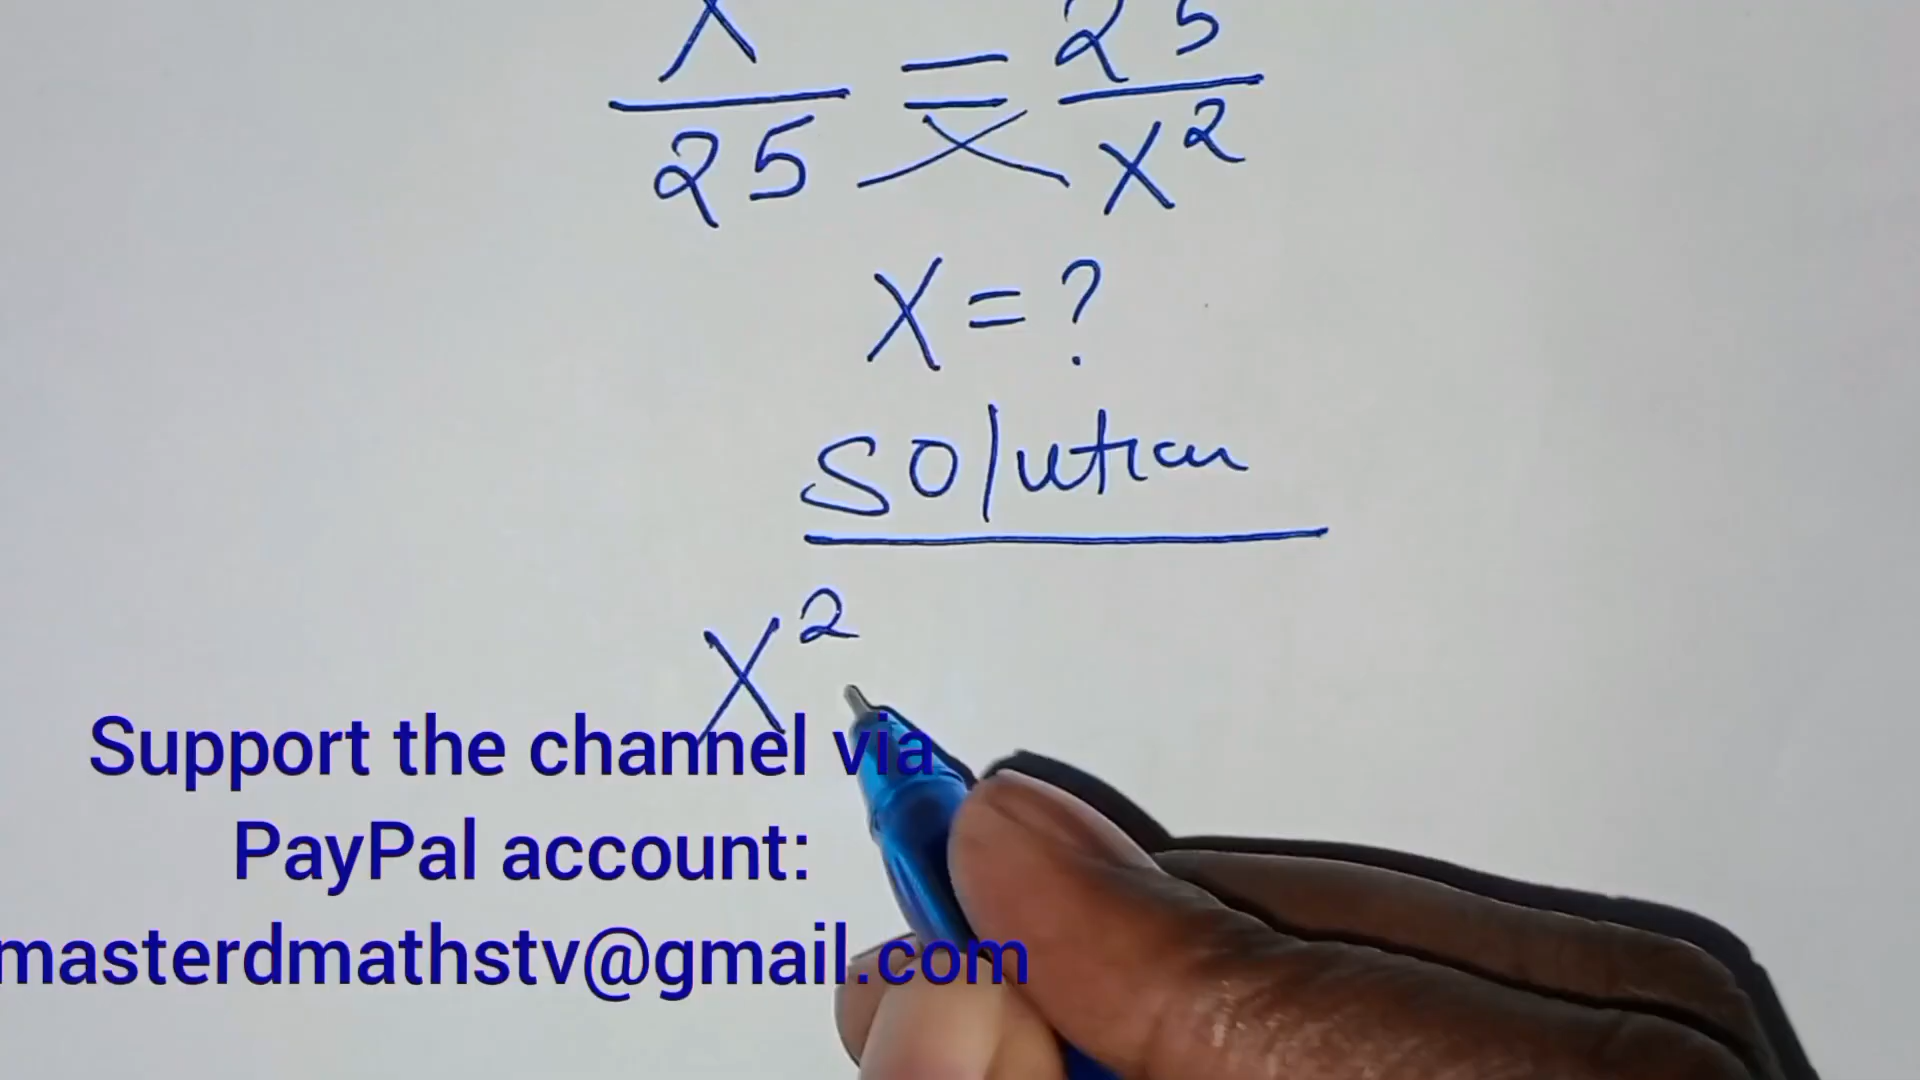 x/25 = 25/x²
x = ?
Solution
x²
Support the channel via
PayPal account:
masterdmathstv@gmail.com